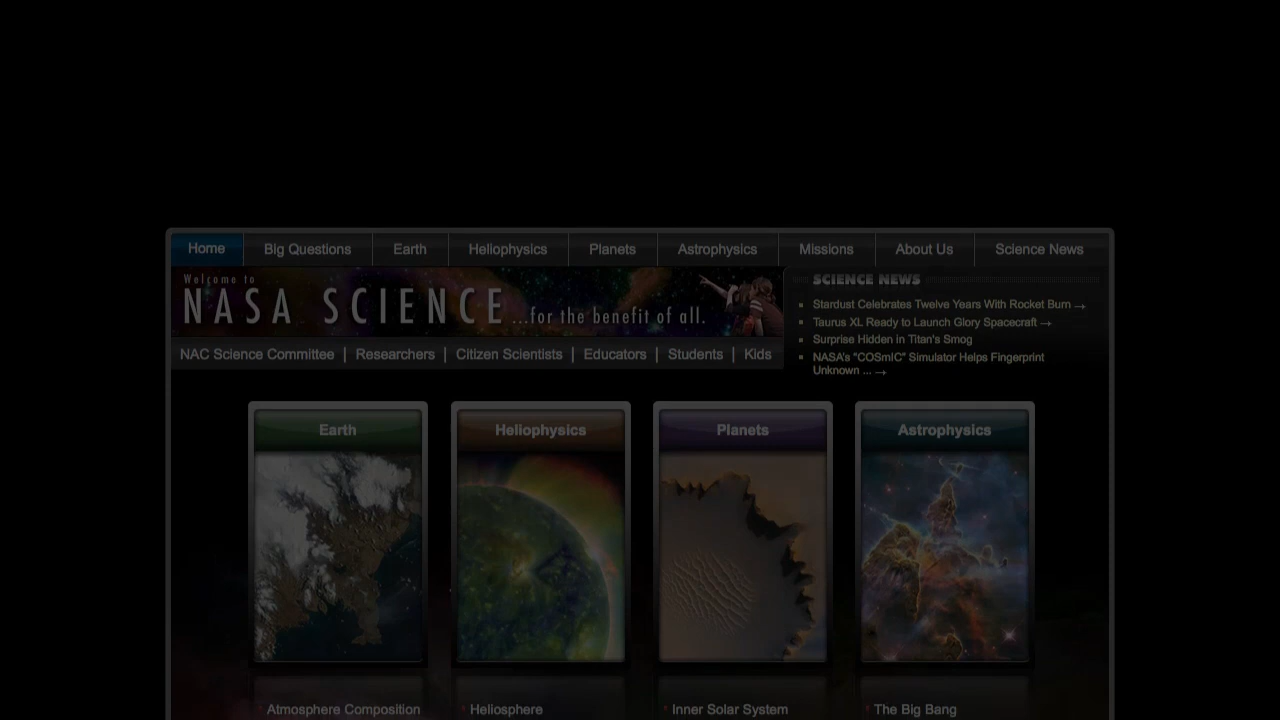 Home Big Questions Earth Heliophysics Planets Astrophysics Missions About Us Science News
Welcome to
NASA SCIENCE ...for the benefit of all.
NAC Science Committee | Researchers | Citizen Scientists | Educators | Students | Kids
SCIENCE NEWS
Stardust Celebrates Twelve Years With Rocket Burn →
Taurus XL Ready to Launch Glory Spacecraft →
Surprise Hidden in Titan's Smog
NASA's "COSmIC" Simulator Helps Fingerprint
Unknown ... →
Earth Heliophysics Planets Astrophysics
Atmosphere Composition Heliosphere Inner Solar System The Big Bang